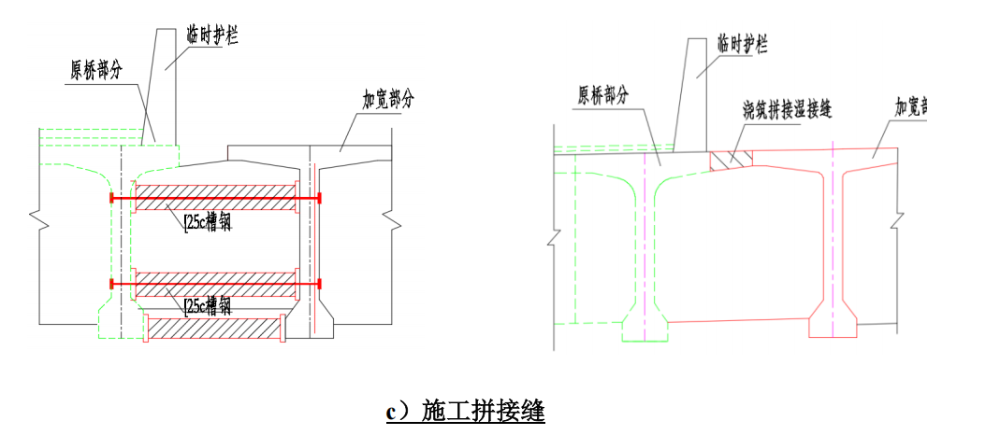 临时护栏
原桥部分
加宽部分
[25c槽钢
[25c槽钢
临时护栏
原桥部分
浇筑拼接湿接缝
加宽
c）施工拼接缝